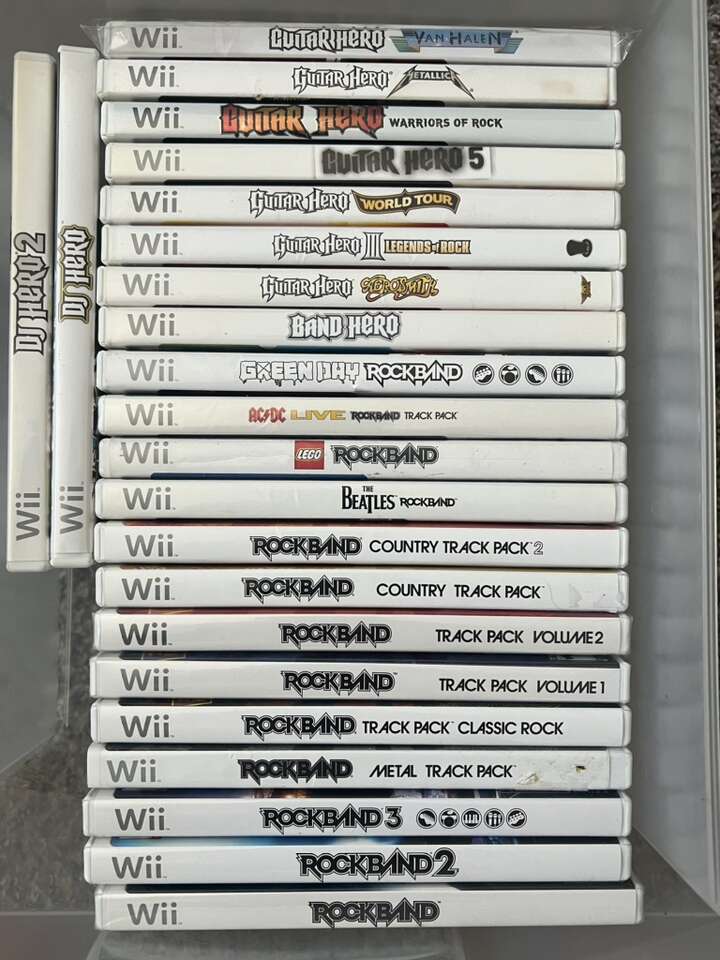 Wii GUITAR HERO VAN HALEN
Wii GUITAR HERO METALLICA
Wii GUITAR HERO WARRIORS OF ROCK
Wii GUITAR HERO 5
Wii GUITAR HERO WORLD TOUR
Wii GUITAR HERO III LEGENDS OF ROCK
Wii GUITAR HERO AEROSMITH
Wii BAND HERO
Wii GREEN DAY ROCKBAND
Wii AC/DC LIVE ROCKBAND TRACK PACK
Wii LEGO ROCKBAND
Wii THE BEATLES ROCKBAND
Wii ROCKBAND COUNTRY TRACK PACK 2
Wii ROCKBAND COUNTRY TRACK PACK
Wii ROCKBAND TRACK PACK VOLUME 2
Wii ROCKBAND TRACK PACK VOLUME 1
Wii ROCKBAND TRACK PACK CLASSIC ROCK
Wii ROCKBAND METAL TRACK PACK
Wii ROCKBAND 3
Wii ROCKBAND 2
Wii ROCKBAND
Wii DJ HERO 2
Wii DJ HERO